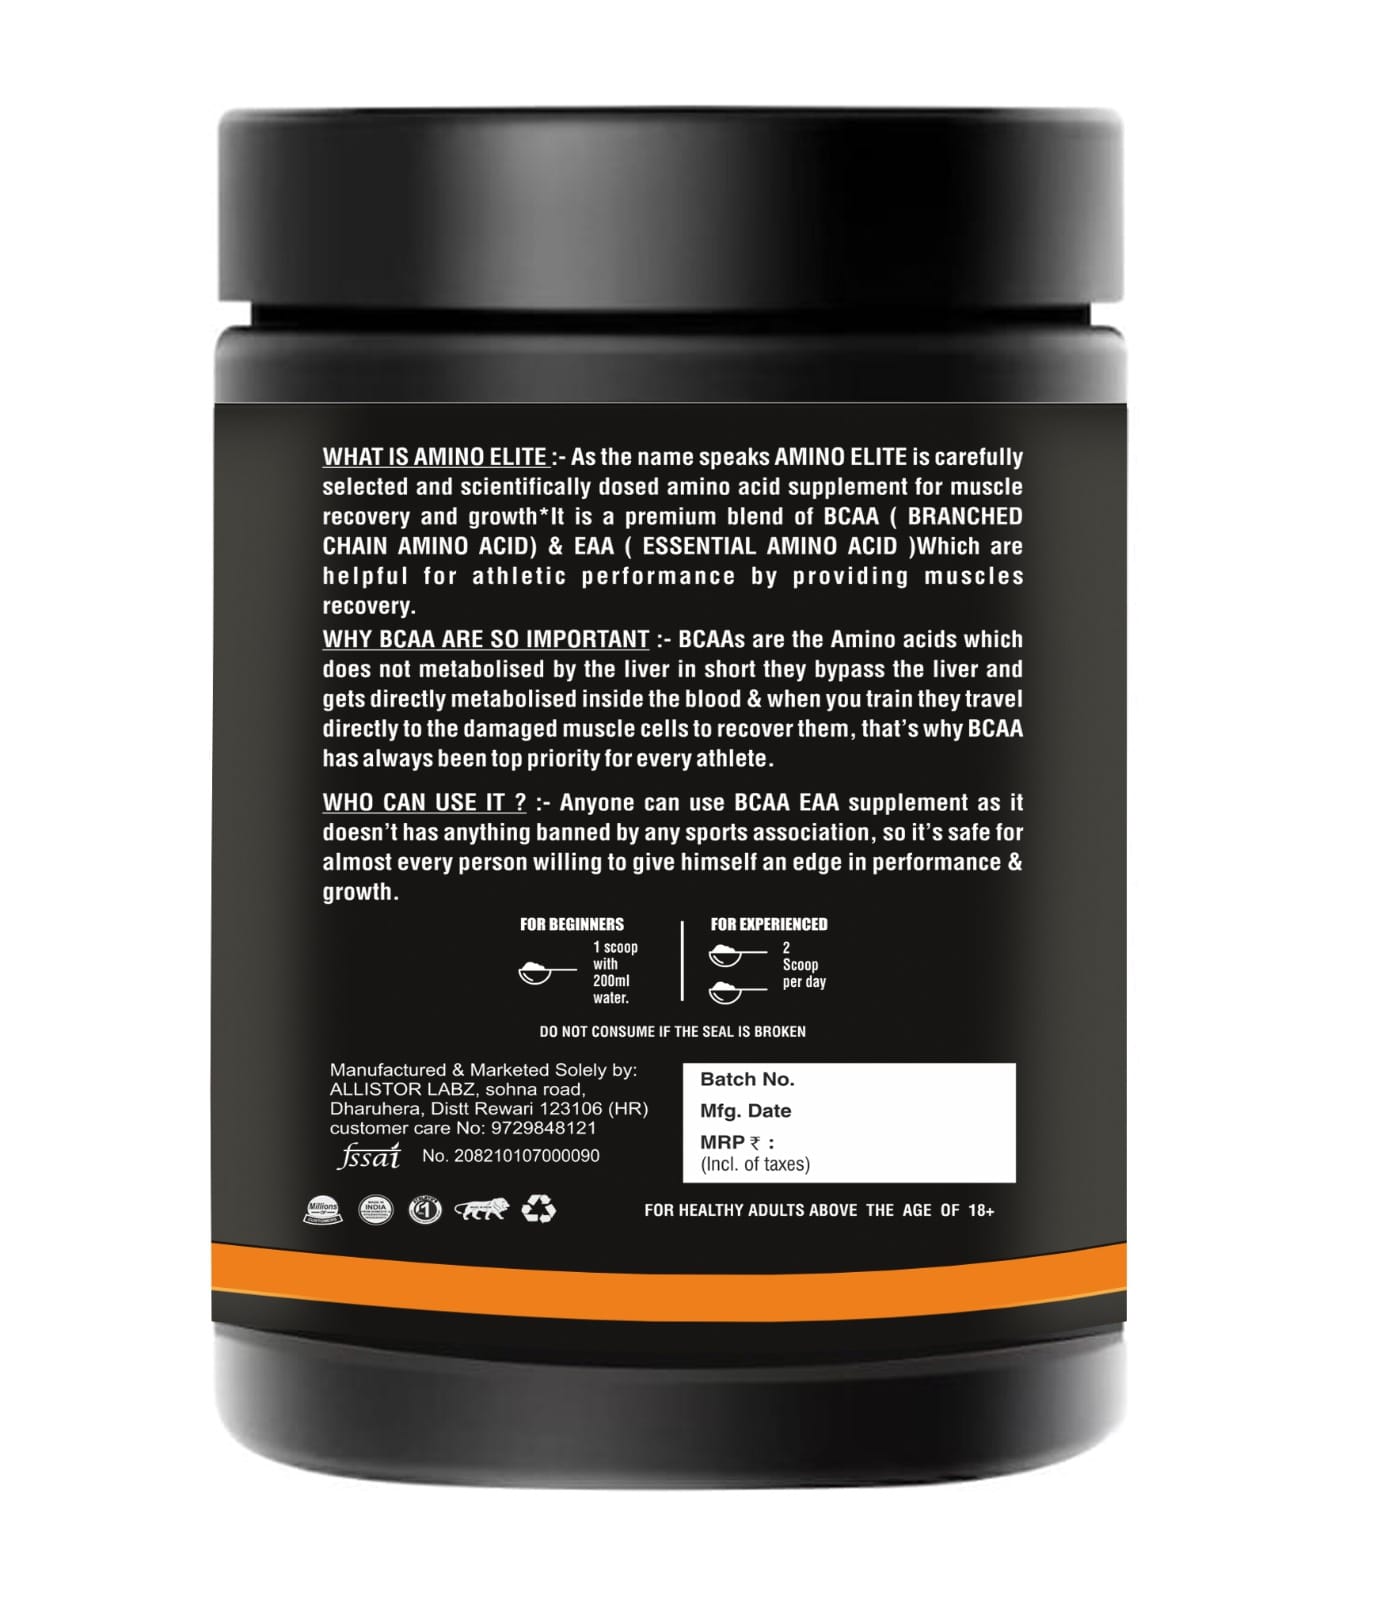 WHAT IS AMINO ELITE :- As the name speaks AMINO ELITE is carefully
selected and scientifically dosed amino acid supplement for muscle
recovery and growth*It is a premium blend of BCAA ( BRANCHED
CHAIN AMINO ACID) & EAA ( ESSENTIAL AMINO ACID )Which are
helpful for athletic performance by providing muscles
recovery.
WHY BCAA ARE SO IMPORTANT :- BCAAs are the Amino acids which
does not metabolised by the liver in short they bypass the liver and
gets directly metabolised inside the blood & when you train they travel
directly to the damaged muscle cells to recover them, that's why BCAA
has always been top priority for every athlete.
WHO CAN USE IT ? :- Anyone can use BCAA EAA supplement as it
doesn't has anything banned by any sports association, so it's safe for
almost every person willing to give himself an edge in performance &
growth.
FOR BEGINNERS
1 scoop
with
200ml
water.
FOR EXPERIENCED
2
Scoop
per day
DO NOT CONSUME IF THE SEAL IS BROKEN
Manufactured & Marketed Solely by:
ALLISTOR LABZ, sohna road,
Dharuhera, Distt Rewari 123106 (HR)
customer care No: 9729848121
fssai No. 208210107000090
Batch No.
Mfg. Date
MRP ₹ :
(Incl. of taxes)
Millions
OF
CUSTOMERS
MADE IN
INDIA
#1
FOR HEALTHY ADULTS ABOVE THE AGE OF 18+